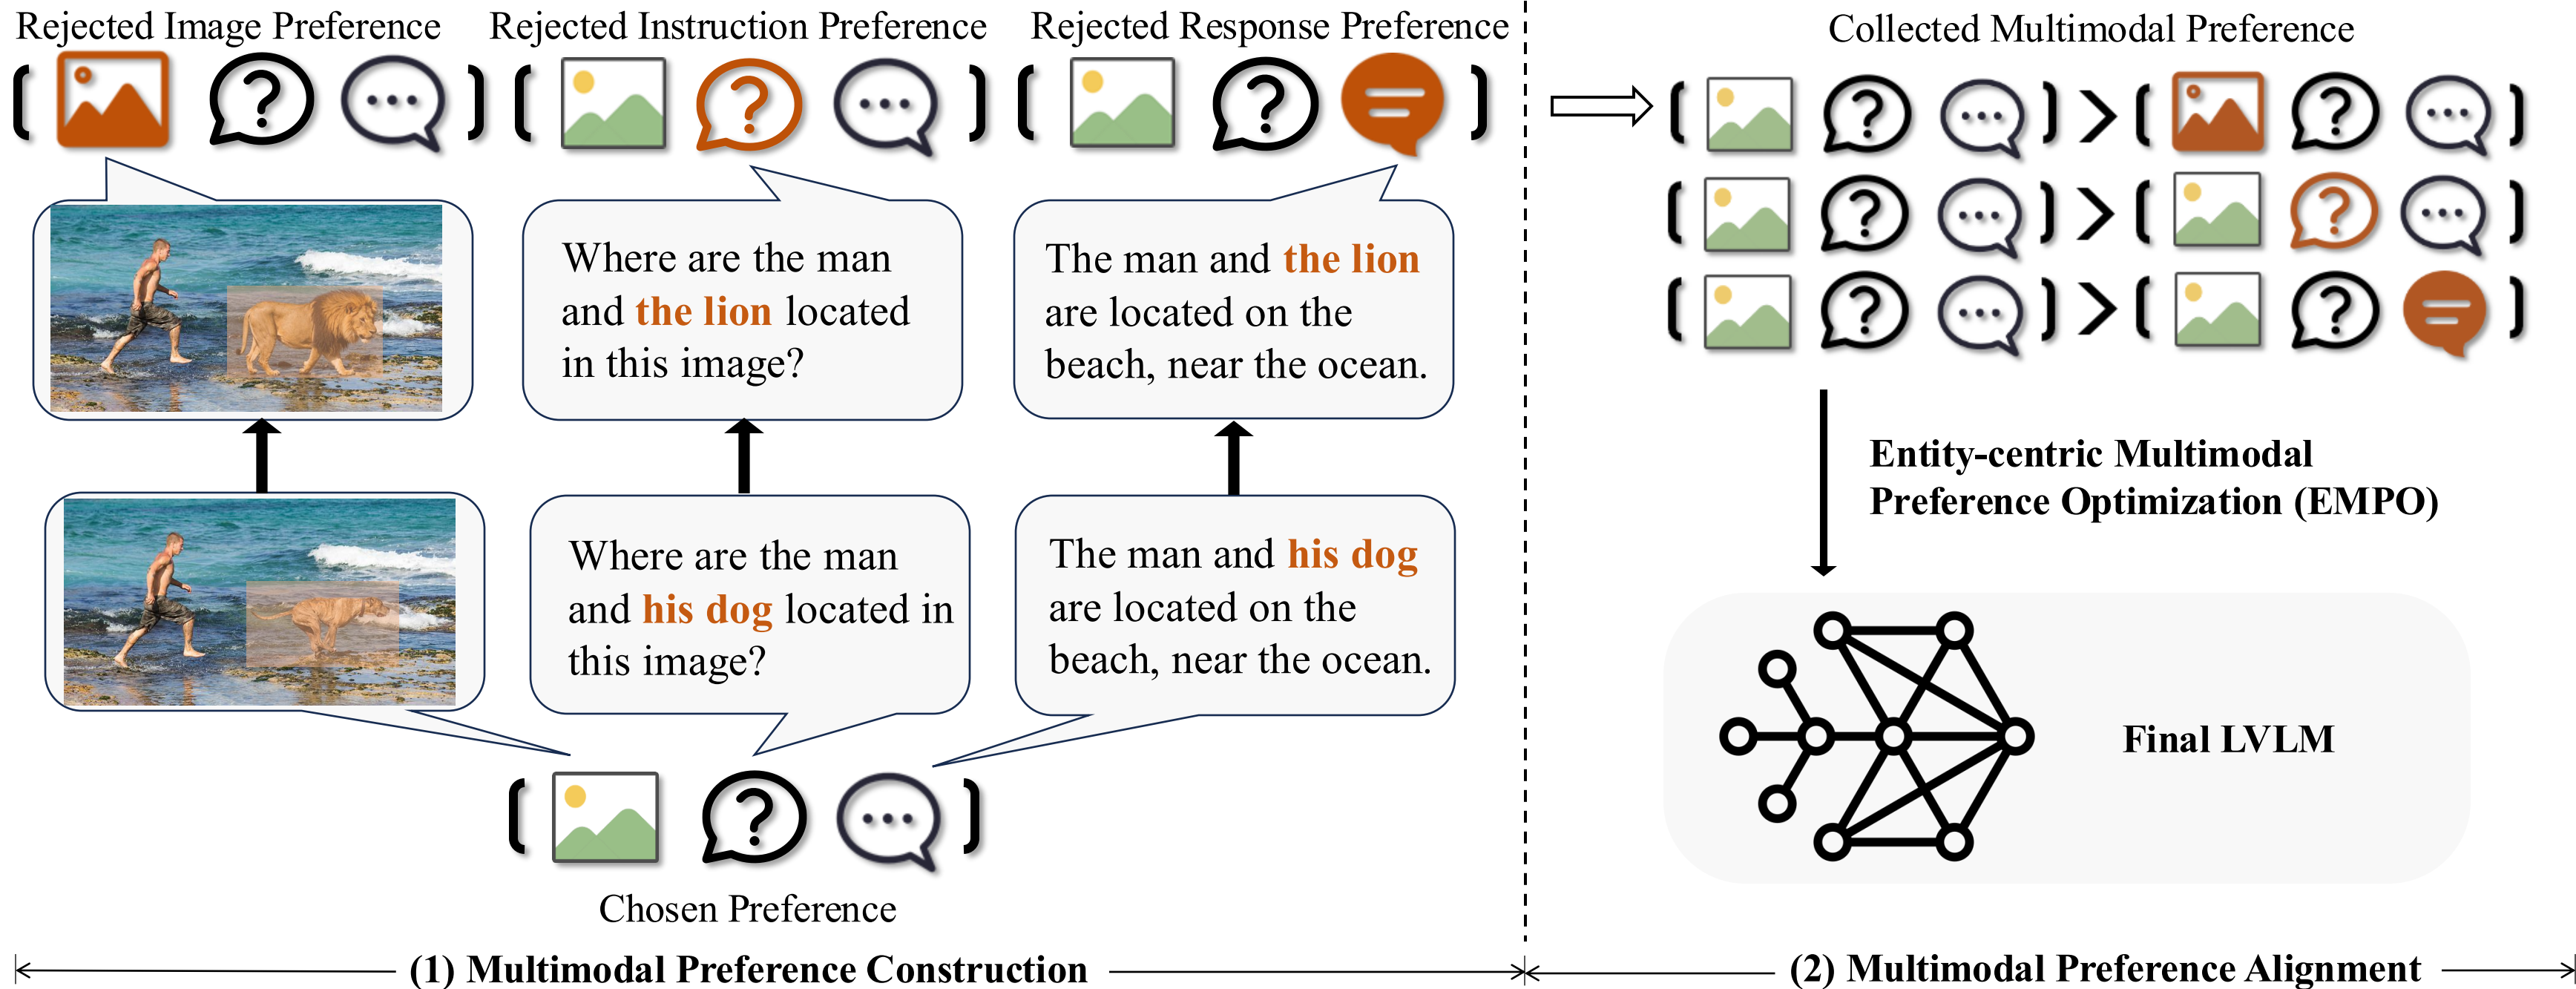 Rejected Image Preference
Rejected Instruction Preference
Rejected Response Preference
Where are the man
and the lion located
in this image?
The man and the lion
are located on the
beach, near the ocean.
Where are the man
and his dog located in
this image?
The man and his dog
are located on the
beach, near the ocean.
Chosen Preference
(1) Multimodal Preference Construction
Collected Multimodal Preference
Entity-centric Multimodal
Preference Optimization (EMPO)
Final LVLM
(2) Multimodal Preference Alignment